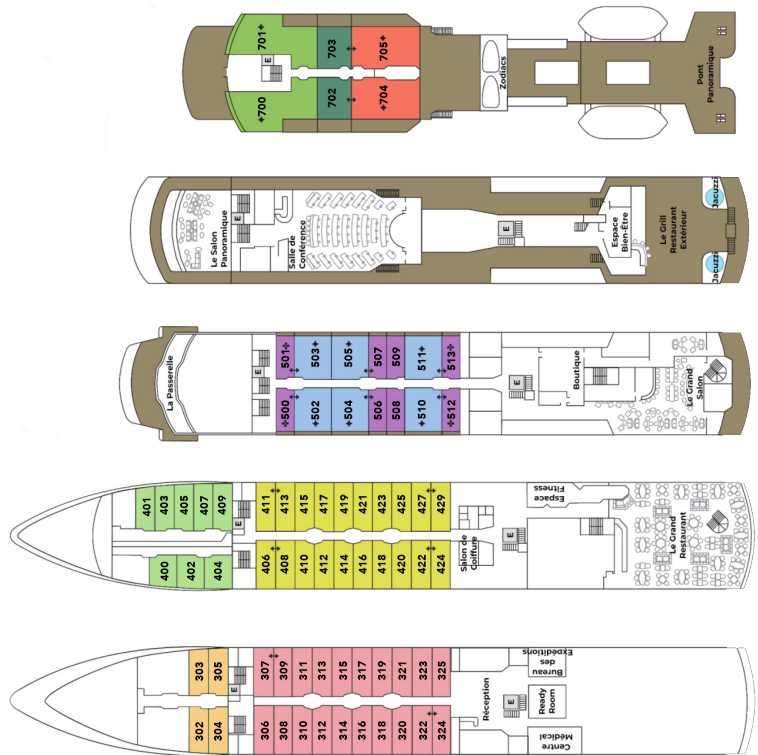 701+
703
705+
E
+700
702
+704
Zodiacs
Pont
Panoramique
Le Salon
Panoramique
E
Salle de
Conférence
E
Espace
Bien-Être
Le Grill
Restaurant
Extérieur
Jacuzzi
Jacuzzi
La Passerelle
E
501
503+
505+
507
509
511+
513
500
+502
+504
506
508
+510
512
E
Boutique
Le Grand
Salon
401
403
405
407
409
E
411
413
415
417
419
421
423
425
427
429
400
402
404
406
408
410
412
414
416
418
420
422
424
Salon de
Coiffure
E
Espace
Fitness
Le Grand
Restaurant
303
305
E
307
309
311
313
315
317
319
321
323
325
302
304
306
308
310
312
314
316
318
320
322
324
Réception
E
Bureau
des
Expéditions
Ready
Room
Centre
Médical